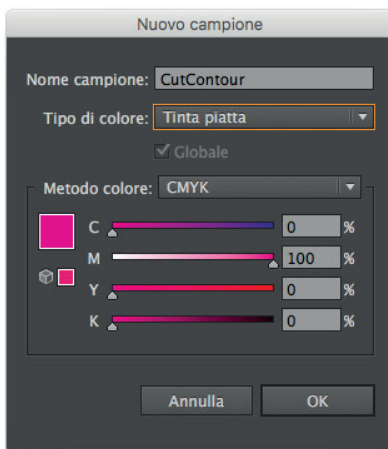 Nuovo campione
Nome campione: CutContour
Tipo di colore: Tinta piatta
Globale
Metodo colore: CMYK
C 0 %
M 100 %
Y 0 %
K 0 %
Annulla OK